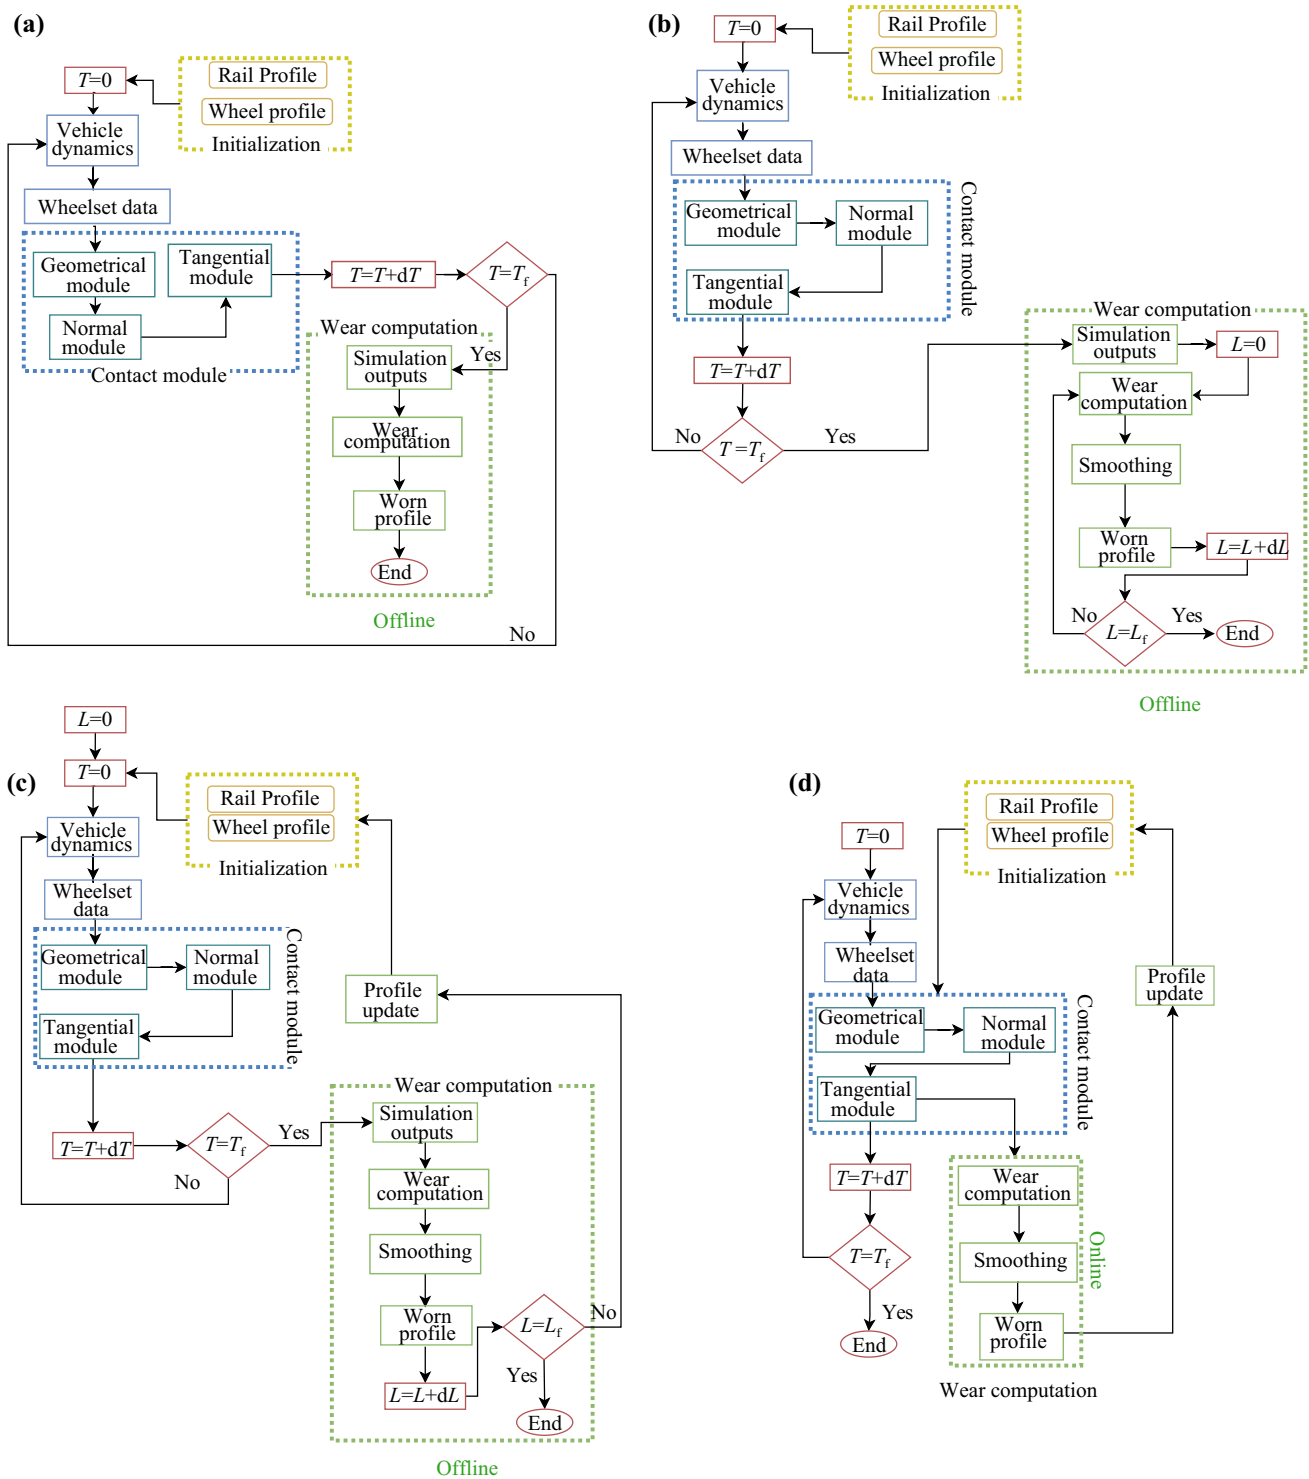 (a)
T=0
Rail Profile
Wheel profile
Initialization
Vehicle
dynamics
Wheelset data
Geometrical
module
Tangential
module
Normal
module
Contact module
T=T+dT
T=Tf
Wear computation
Yes
Simulation
outputs
Wear
computation
Worn
profile
End
Offline
No
(b)
T=0
Rail Profile
Wheel profile
Initialization
Vehicle
dynamics
Wheelset data
Contact module
Geometrical
module
Normal
module
Tangential
module
T=T+dT
No
T =Tf
Yes
Wear computation
Simulation
outputs
L=0
Wear
computation
Smoothing
Worn
profile
L=L+dL
No
L=Lf
Yes
End
Offline
(c)
L=0
T=0
Rail Profile
Wheel profile
Initialization
Vehicle
dynamics
Wheelset
data
Contact module
Geometrical
module
Normal
module
Tangential
module
Profile
update
T=T+dT
T=Tf
Yes
No
Wear computation
Simulation
outputs
Wear
computation
Smoothing
Worn
profile
L=L+dL
L=Lf
No
Yes
End
Offline
(d)
T=0
Rail Profile
Wheel profile
Initialization
Vehicle
dynamics
Wheelset
data
Profile
update
Contact module
Geometrical
module
Normal
module
Tangential
module
T=T+dT
T=Tf
Yes
End
Wear
computation
Online
Smoothing
Worn
profile
Wear computation